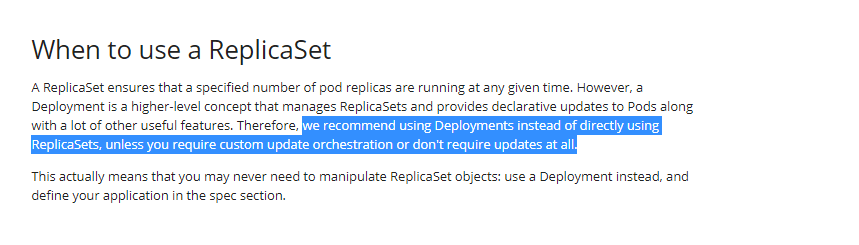 When to use a ReplicaSet
A ReplicaSet ensures that a specified number of pod replicas are running at any given time. However, a
Deployment is a higher-level concept that manages ReplicaSets and provides declarative updates to Pods along
with a lot of other useful features. Therefore, we recommend using Deployments instead of directly using
ReplicaSets, unless you require custom update orchestration or don't require updates at all.
This actually means that you may never need to manipulate ReplicaSet objects: use a Deployment instead, and
define your application in the spec section.